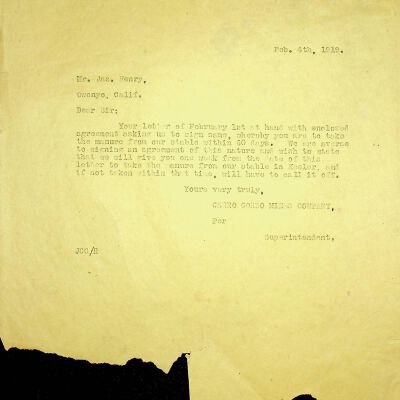 Feb. 4th, 1919.
Mr. Jas. Henry,
Owenyo, Calif.
Dear Sir;
Your letter of February 1st at hand with enclosed
agreement asking us to sign same, whereby you are to take
the manure from our stable within 60 days. We are averse
to signing an agreement of this nature and wish to state
that we will give you one week from the date of this
letter to take the manure from our stable in Keeler, and
if not taken within that time, will have to call it off.
Yours very truly,
CERRO GORDO MINES COMPANY,
Per
Superintendent.
JCC/H